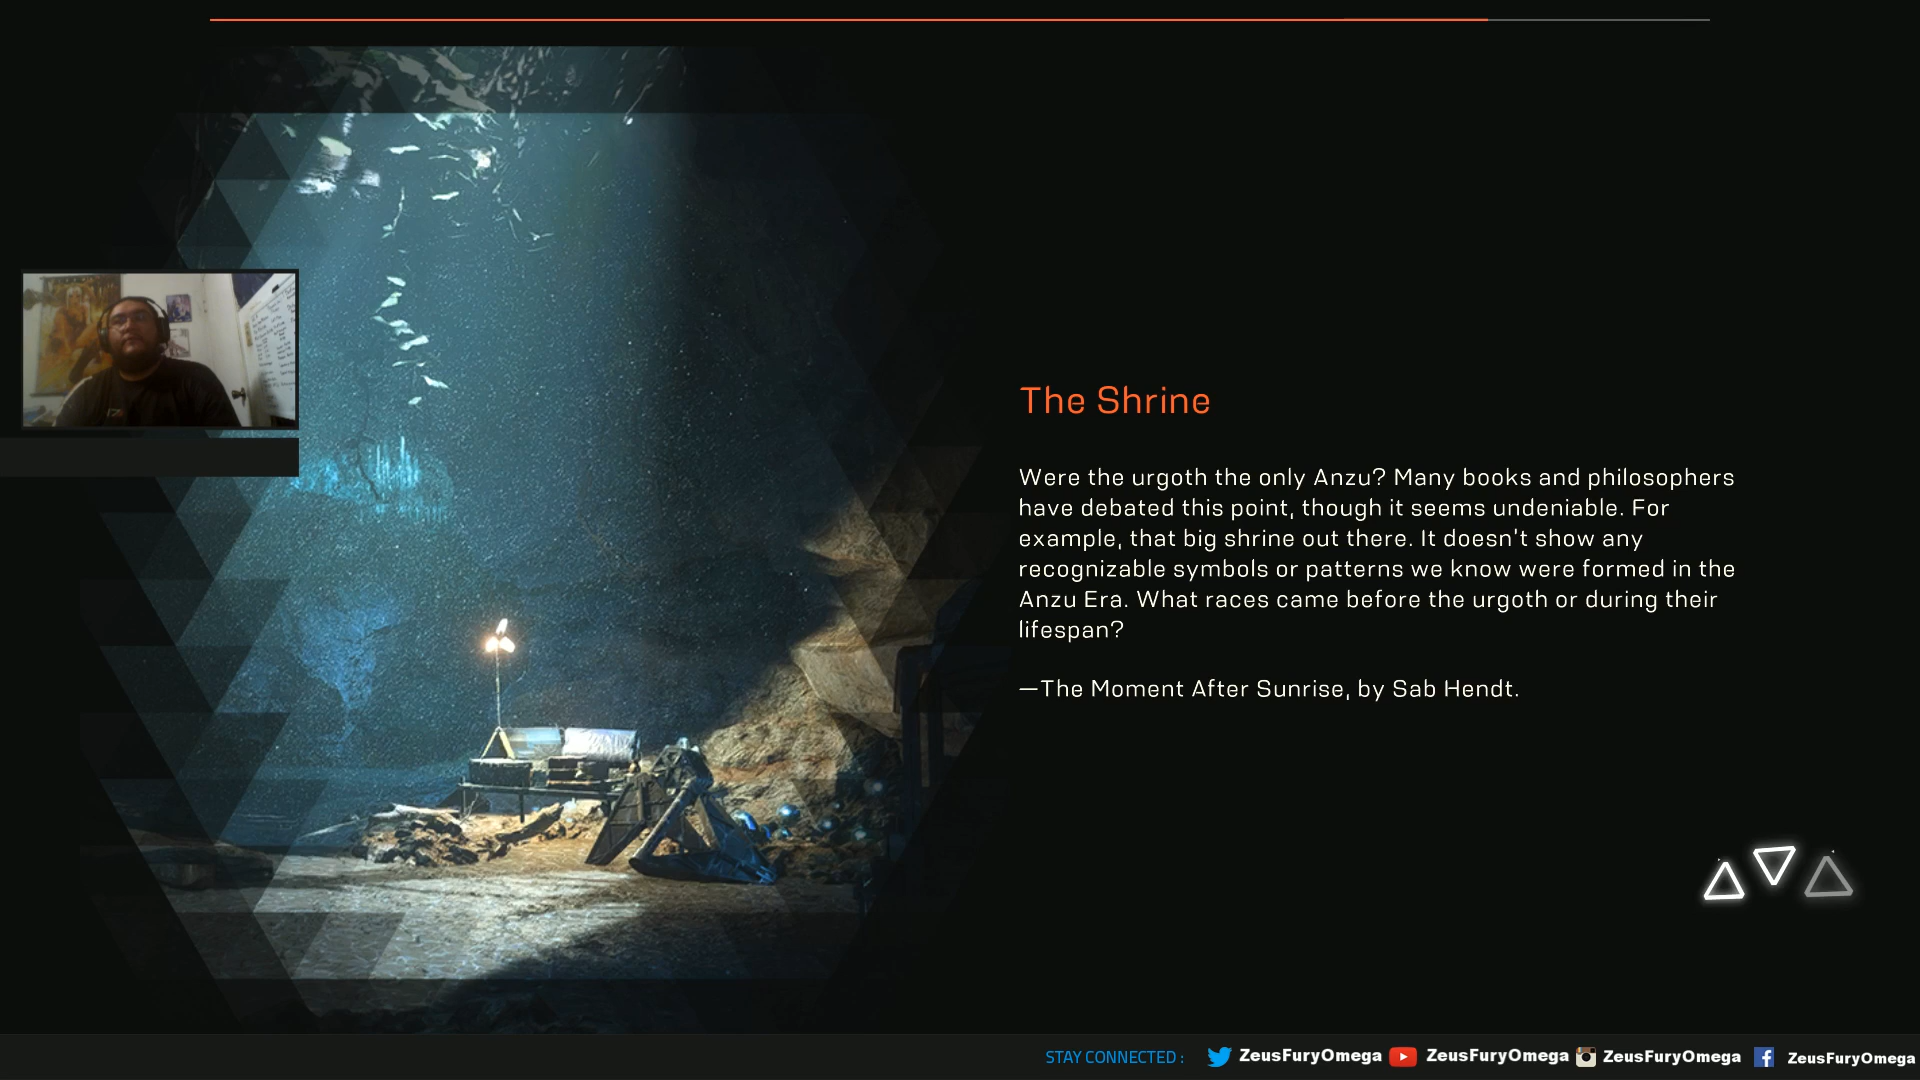 The Shrine
Were the urgoth the only Anzu? Many books and philosophers
have debated this point, though it seems undeniable. For
example, that big shrine out there. It doesn't show any
recognizable symbols or patterns we know were formed in the
Anzu Era. What races came before the urgoth or during their
lifespan?
—The Moment After Sunrise, by Sab Hendt.
STAY CONNECTED : ZeusFuryOmega ZeusFuryOmega ZeusFuryOmega ZeusFuryOmega